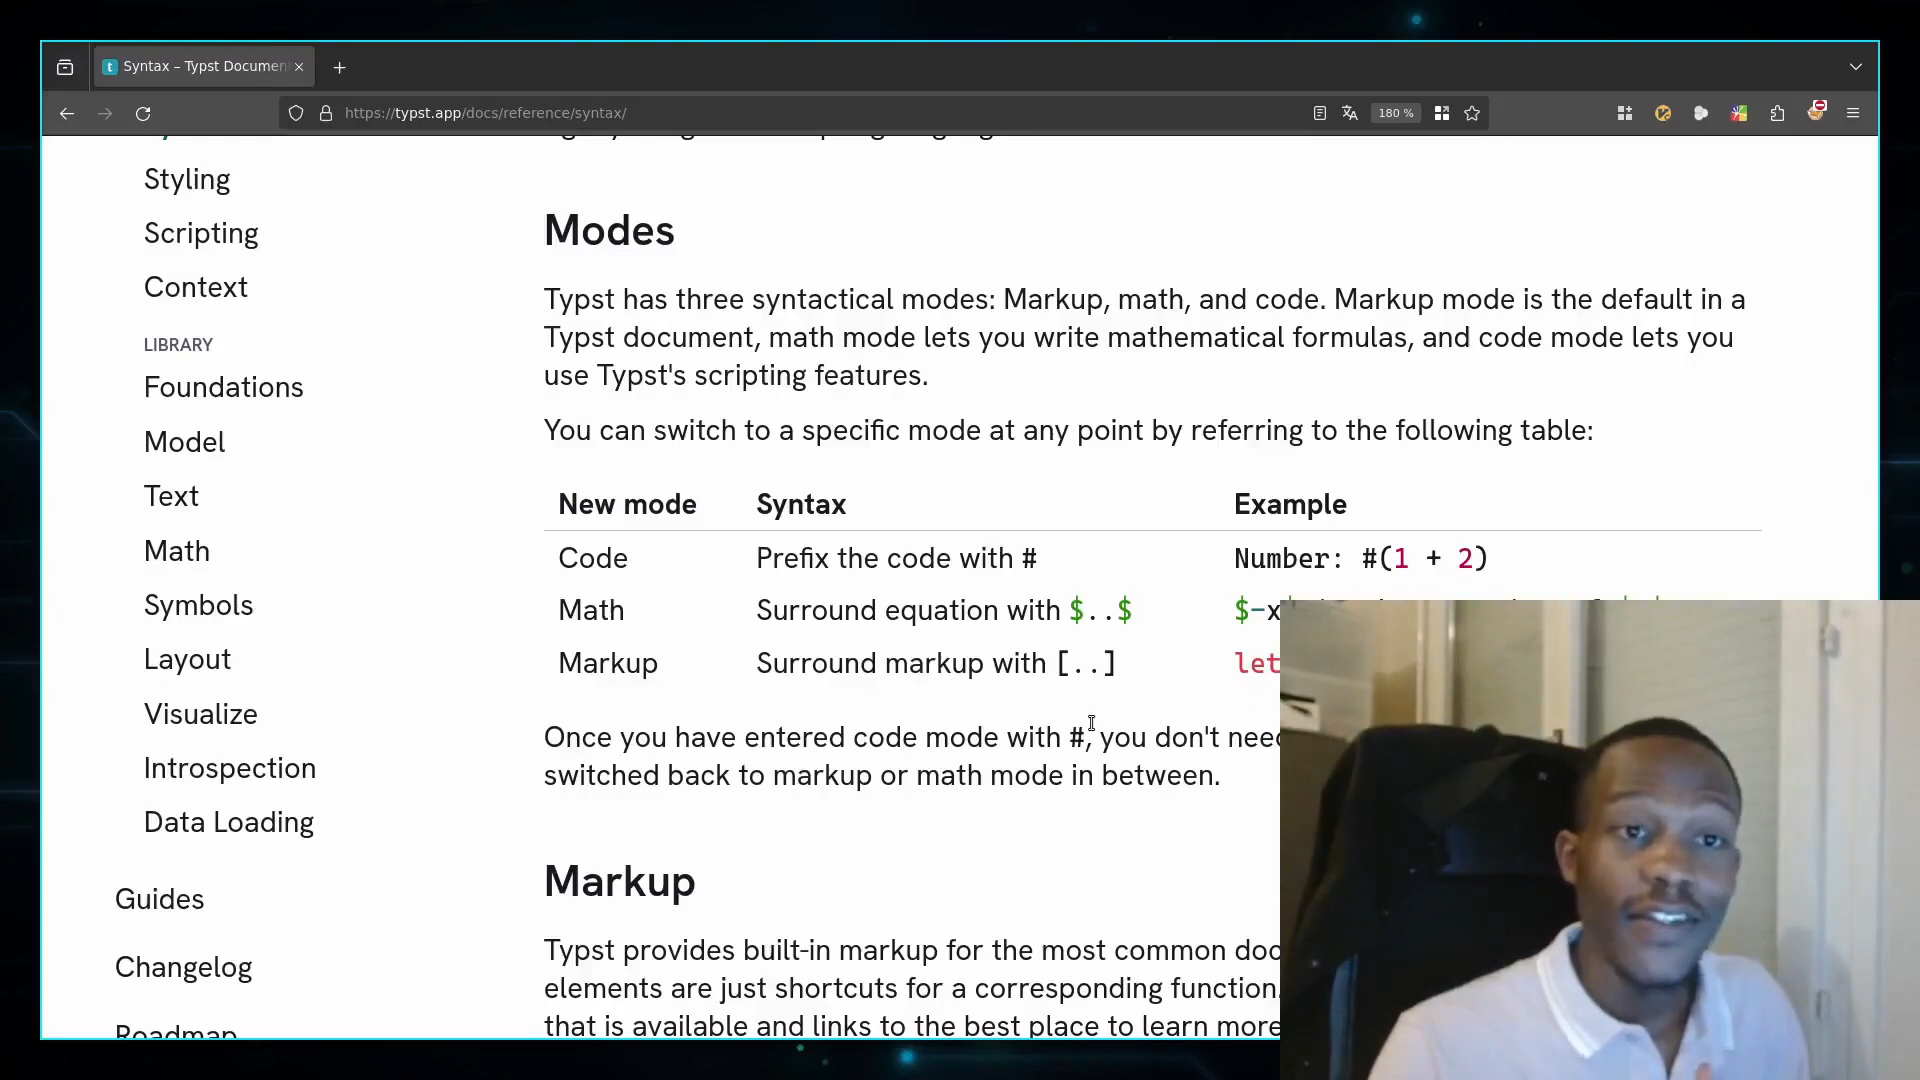 Syntax – Typst Documen
https://typst.app/docs/reference/syntax/
180 %
Styling
Scripting
Context
LIBRARY
Foundations
Model
Text
Math
Symbols
Layout
Visualize
Introspection
Data Loading
Guides
Changelog
Roadmap
Modes
Typst has three syntactical modes: Markup, math, and code. Markup mode is the default in a
Typst document, math mode lets you write mathematical formulas, and code mode lets you
use Typst's scripting features.
You can switch to a specific mode at any point by referring to the following table:
New mode Syntax Example
Code Prefix the code with # Number: #(1 + 2)
Math Surround equation with $..$ $-x
Markup Surround markup with [..] let
Once you have entered code mode with #, you don't need
switched back to markup or math mode in between.
Markup
Typst provides built-in markup for the most common doc
elements are just shortcuts for a corresponding function.
that is available and links to the best place to learn more